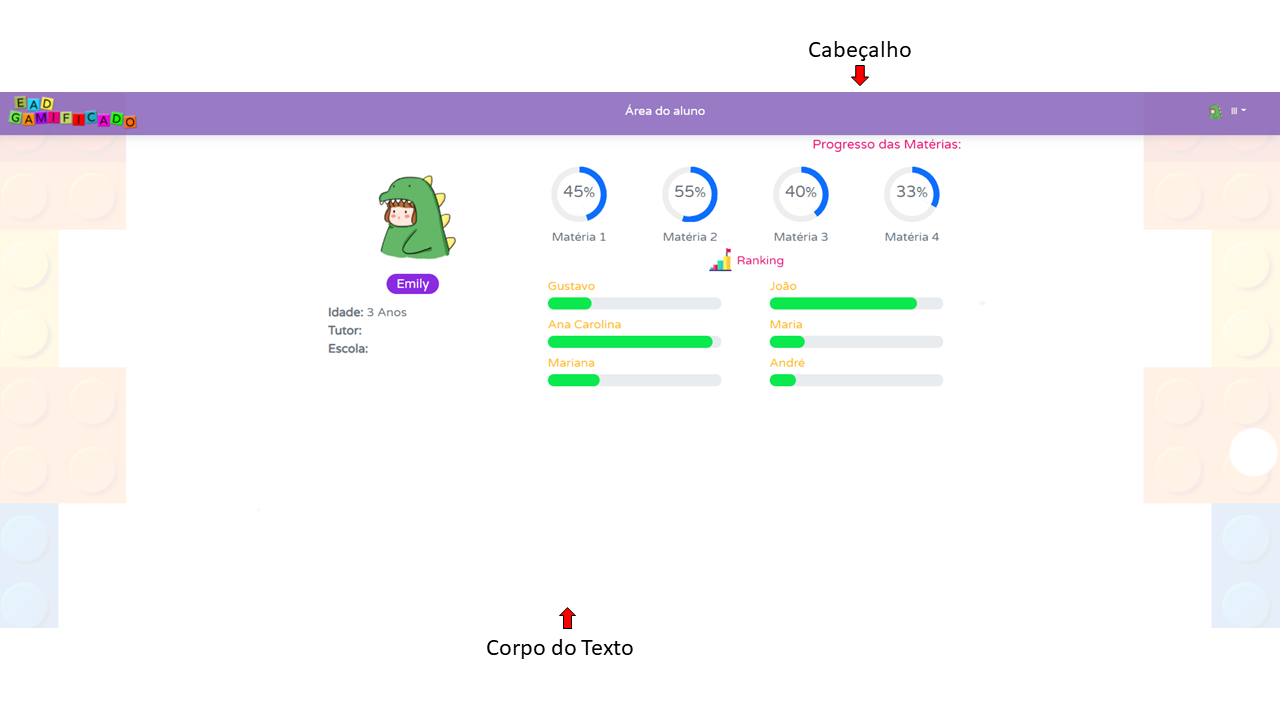 Cabeçalho
EAD
GAMIFICADO
Área do aluno
Progresso das Matérias:
45%
55%
40%
33%
Matéria 1
Matéria 2
Matéria 3
Matéria 4
Emily
Ranking
Idade: 3 Anos
Tutor:
Escola:
Gustavo
João
Ana Carolina
Maria
Mariana
André
Corpo do Texto